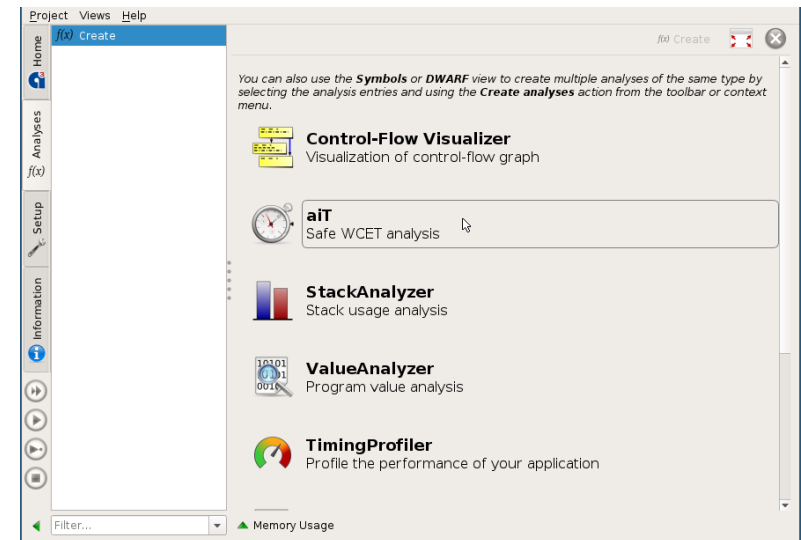 Project Views Help
Home
Analyses
f(x)
Setup
Information
f(x) Create
f(x) Create
You can also use the Symbols or DWARF view to create multiple analyses of the same type by
selecting the analysis entries and using the Create analyses action from the toolbar or context
menu.
Control-Flow Visualizer
Visualization of control-flow graph
aiT
Safe WCET analysis
StackAnalyzer
Stack usage analysis
ValueAnalyzer
Program value analysis
TimingProfiler
Profile the performance of your application
Filter...
Memory Usage